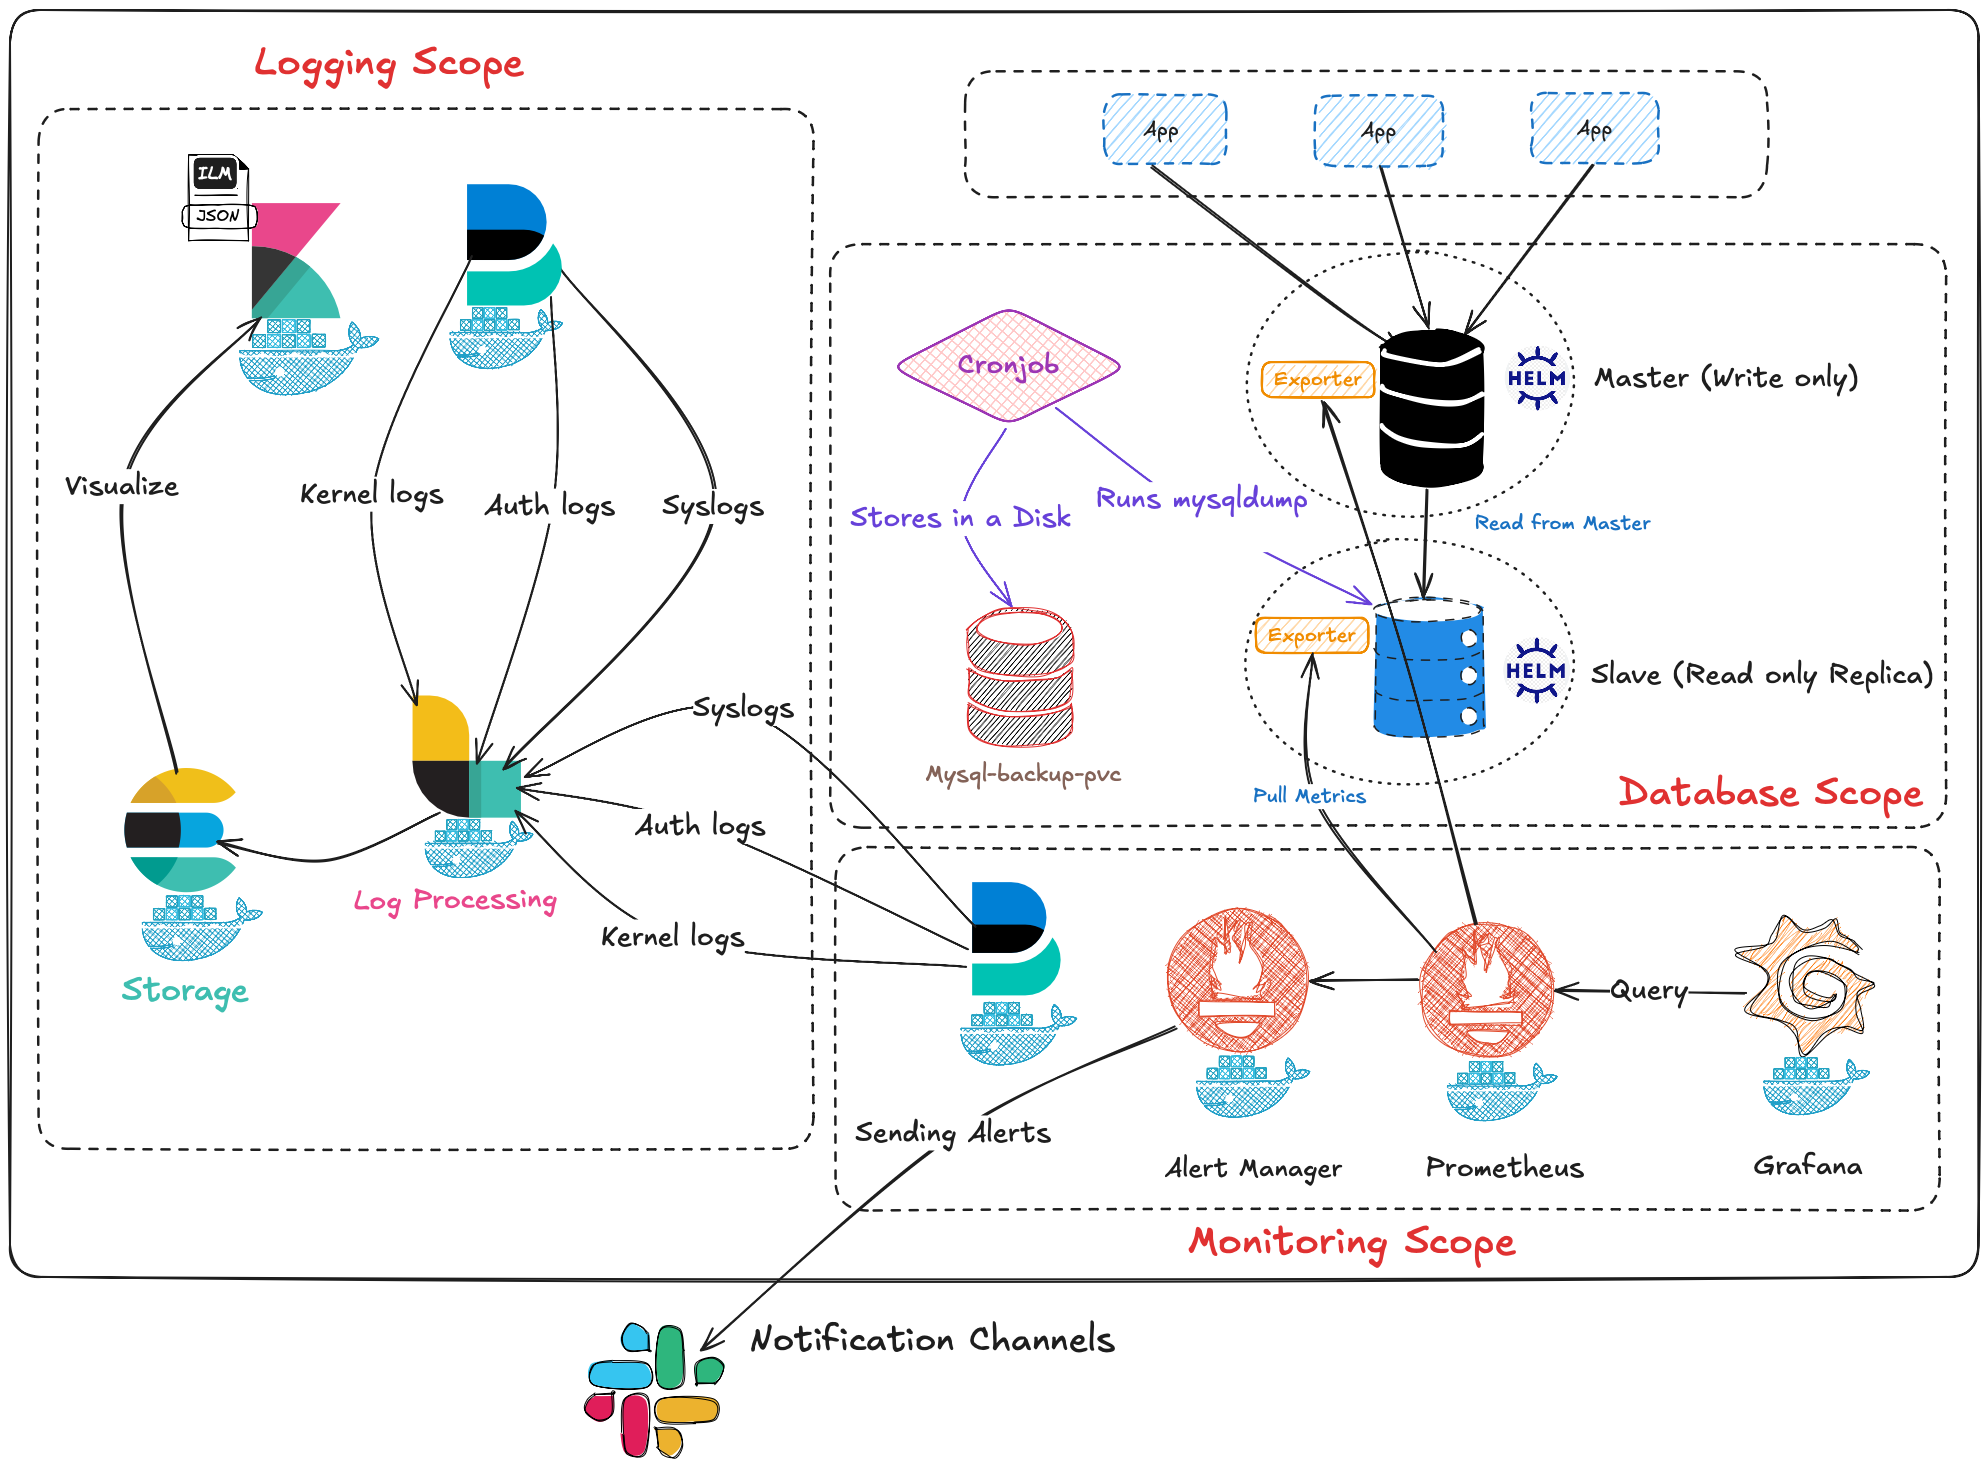 Logging Scope
ILM
JSON
Visualize
Kernel logs
Auth logs
Syslogs
Log Processing
Storage
App
App
App
Cronjob
Exporter
HELM
Master (Write only)
Stores in a Disk
Runs mysqldump
Read from Master
Exporter
HELM
Slave (Read only Replica)
Mysql-backup-pvc
Pull Metrics
Database Scope
Syslogs
Auth logs
Kernel logs
Query
Sending Alerts
Alert Manager
Prometheus
Grafana
Monitoring Scope
Notification Channels